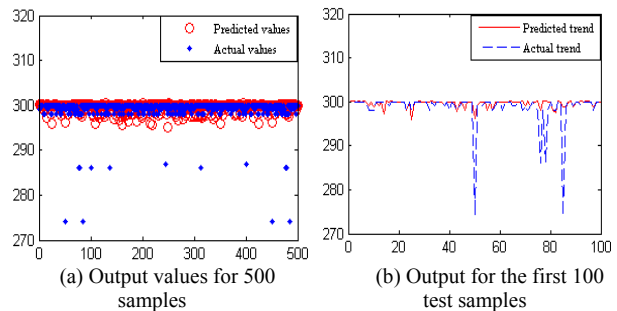 320
310
300
290
280
270
0 100 200 300 400 500
Predicted values
Actual values
(a) Output values for 500
samples
320
310
300
290
280
270
0 20 40 60 80 100
Predicted trend
Actual trend
(b) Output for the first 100
test samples